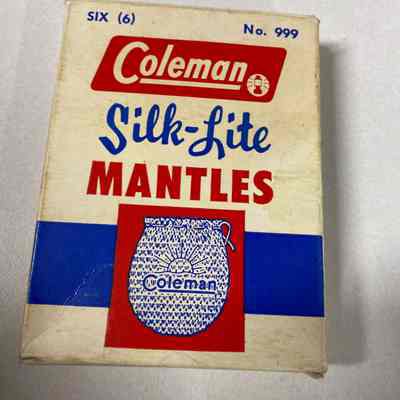 SIX (6) No. 999
Coleman
Silk-Lite
MANTLES
Coleman